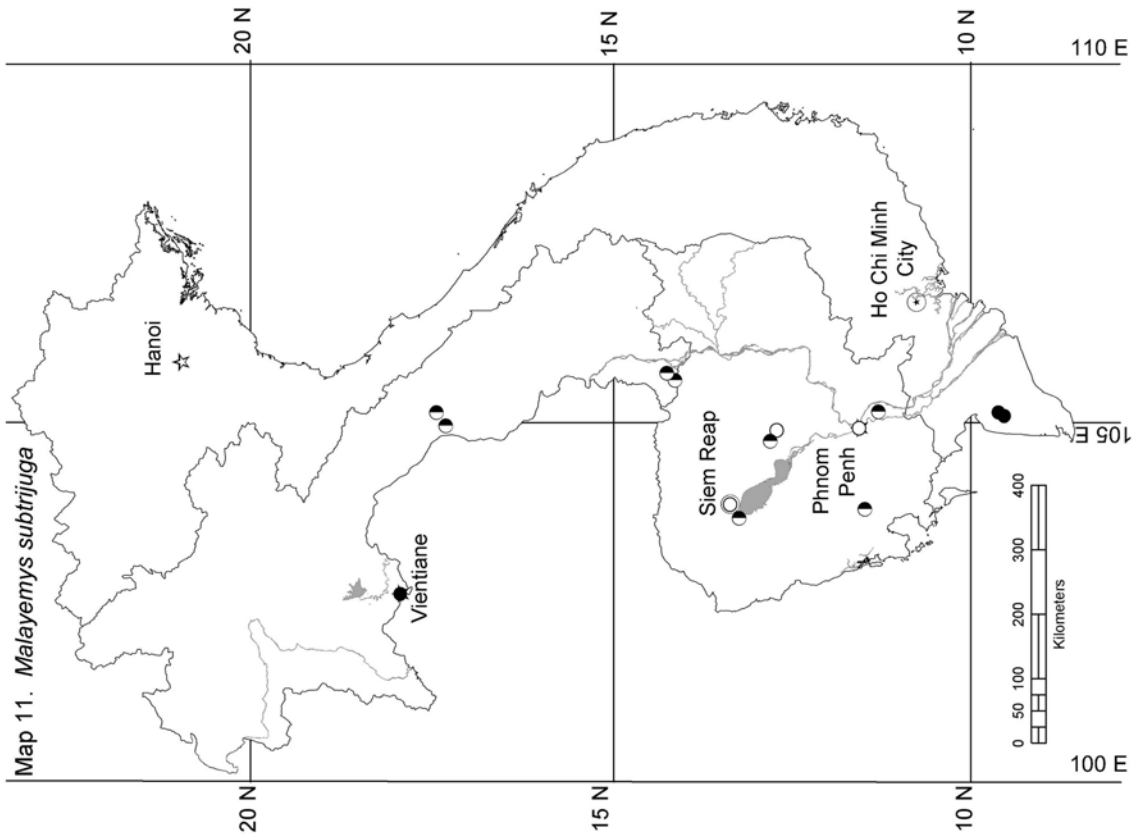 Map 11. Malayemys subtrijuga
20 N
15 N
10 N
20 N
15 N
10 N
100 E
105 E
110 E
Hanoi
Vientiane
Siem Reap
Phnom
Penh
Ho Chi Minh
City
0 50 100 200 300 400
Kilometers